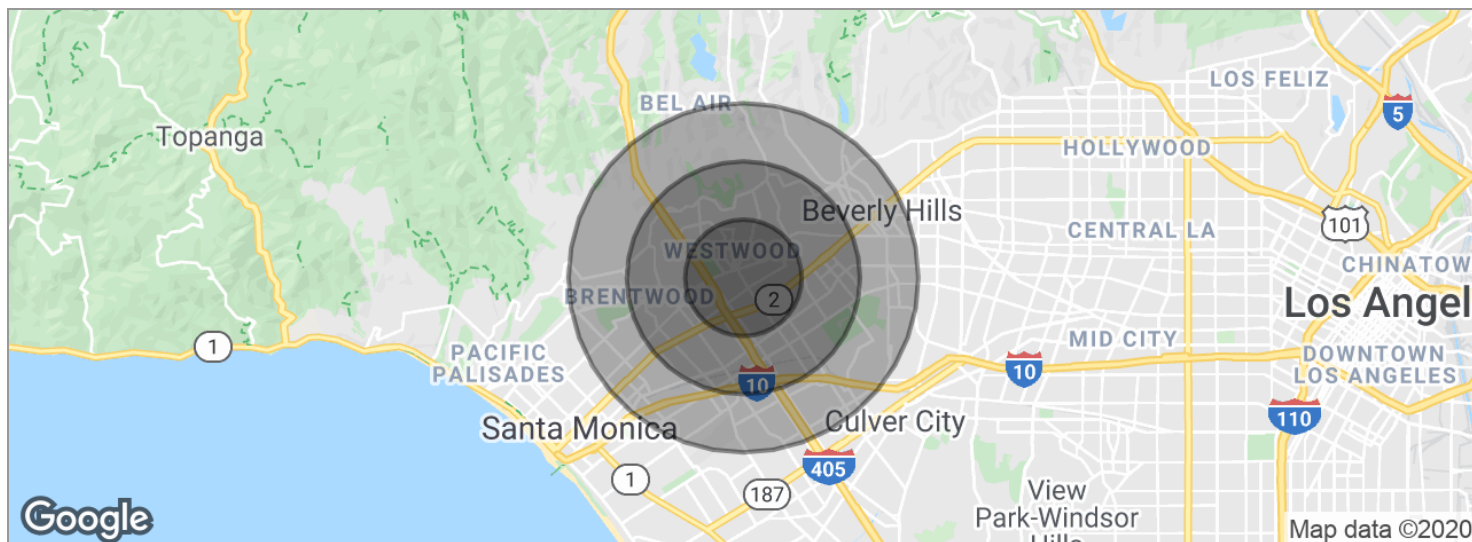 LOS FELIZ
BEL AIR
5
Topanga
HOLLYWOOD
Beverly Hills
101
CENTRAL LA
WESTWOOD
CHINATOW
BRENTWOOD
2
Los Angel
1
MID CITY
PACIFIC
PALISADES
10
10
DOWNTOWN
LOS ANGELES
110
Santa Monica
Culver City
405
1
187
View
Park-Windsor
Hills
Google
Map data ©2020